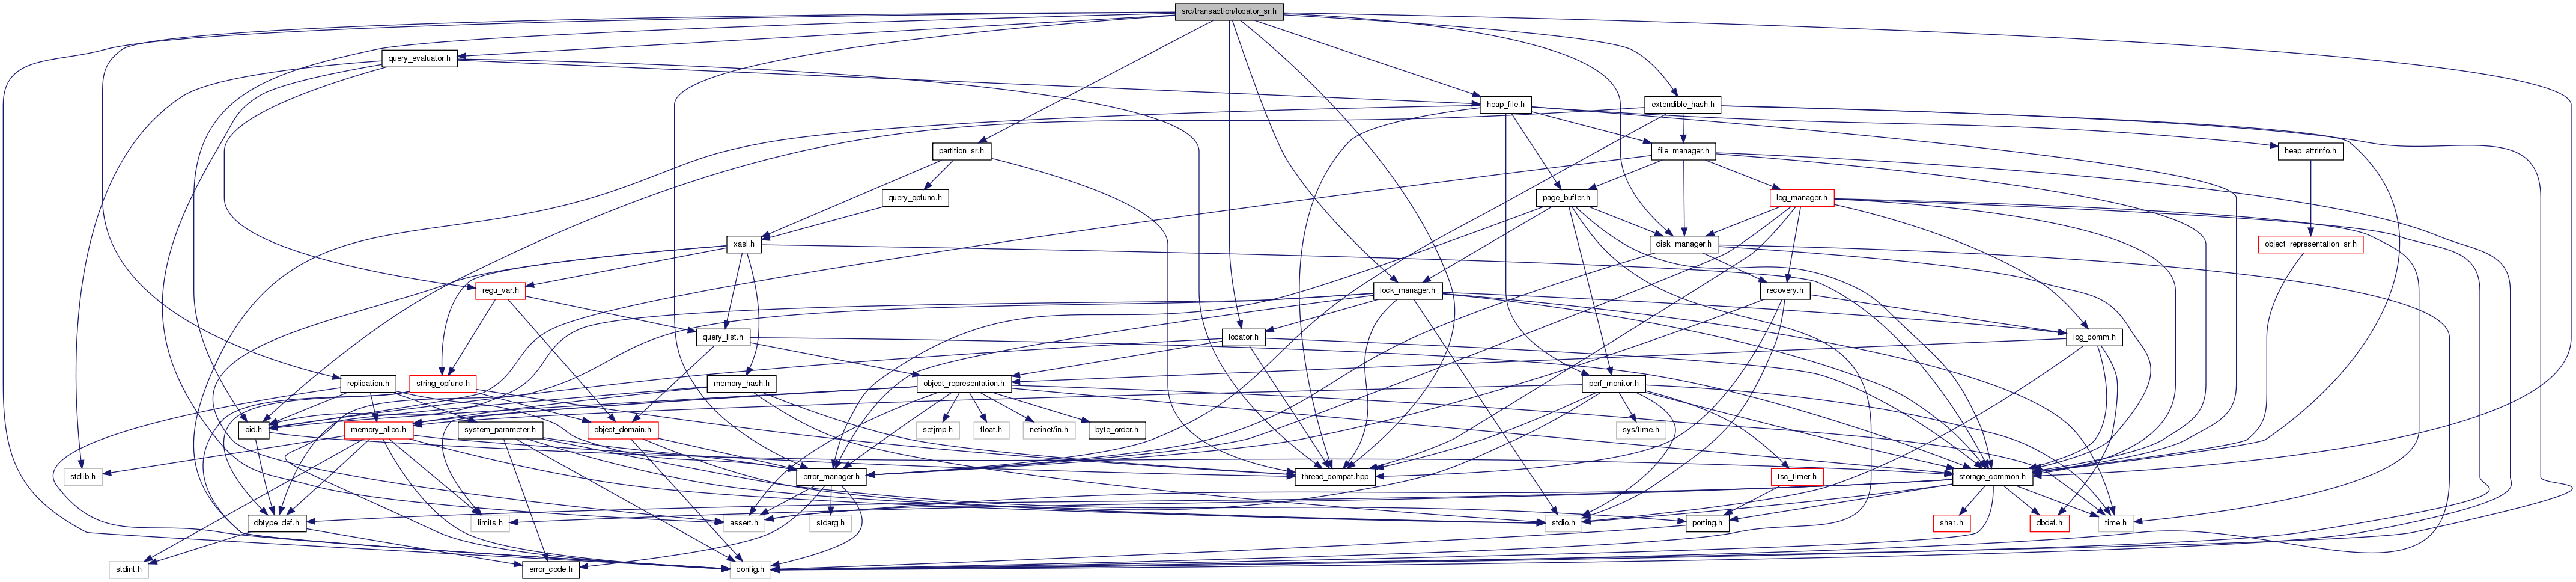 src/transaction/locator_sr.h
query_evaluator.h
heap_file.h
extendible_hash.h
partition_sr.h
file_manager.h
heap_attrinfo.h
query_opfunc.h
page_buffer.h
log_manager.h
xasl.h
disk_manager.h
object_representation_sr.h
regu_var.h
lock_manager.h
recovery.h
query_list.h
locator.h
log_comm.h
replication.h
string_opfunc.h
memory_hash.h
object_representation.h
perf_monitor.h
oid.h
memory_alloc.h
system_parameter.h
object_domain.h
setjmp.h
float.h
netinet/in.h
byte_order.h
sys/time.h
stdlib.h
error_manager.h
thread_compat.hpp
tsc_timer.h
storage_common.h
dbtype_def.h
limits.h
assert.h
stdarg.h
stdio.h
porting.h
sha1.h
dbdef.h
time.h
stdint.h
error_code.h
config.h